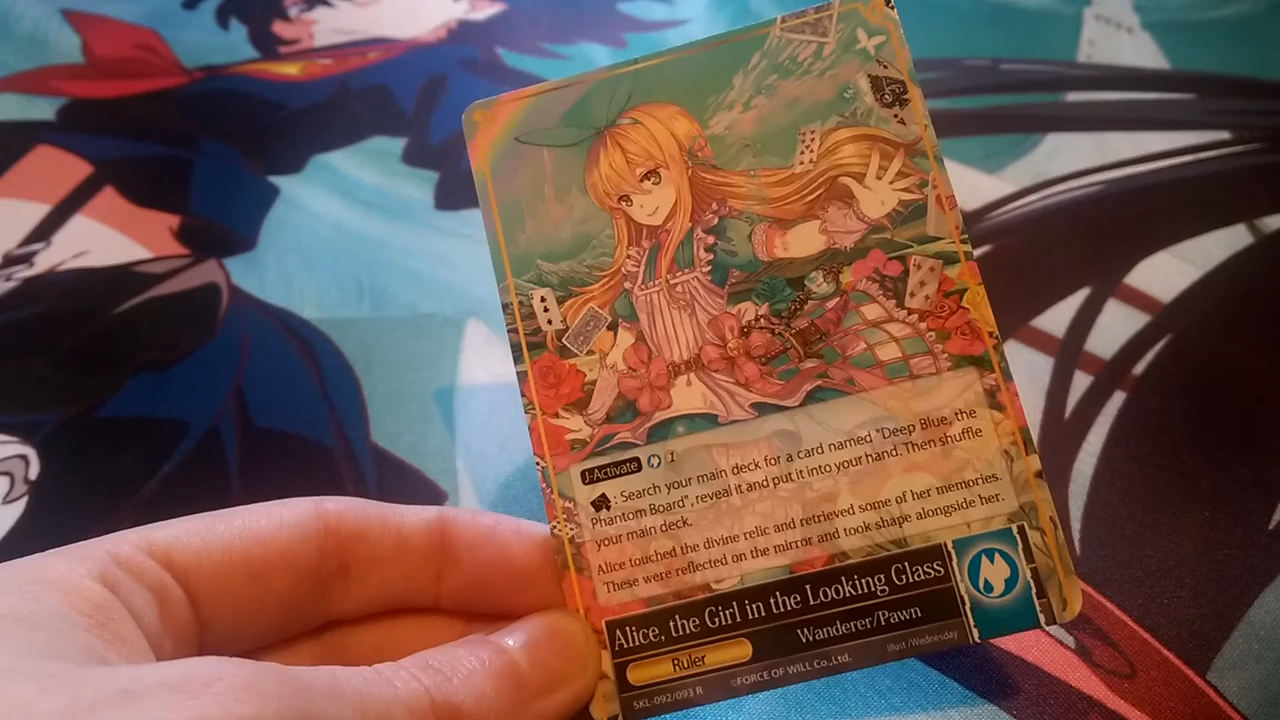 J-Activate 1
: Search your main deck for a card named "Deep Blue, the
Phantom Board", reveal it and put it into your hand. Then shuffle
your main deck.
Alice touched the divine relic and retrieved some of her memories.
These were reflected on the mirror and took shape alongside her.
Alice, the Girl in the Looking Glass
Ruler
Wanderer/Pawn
SKL-092/093 R
©FORCE OF WILL Co.,Ltd.
Illust /Wednesday